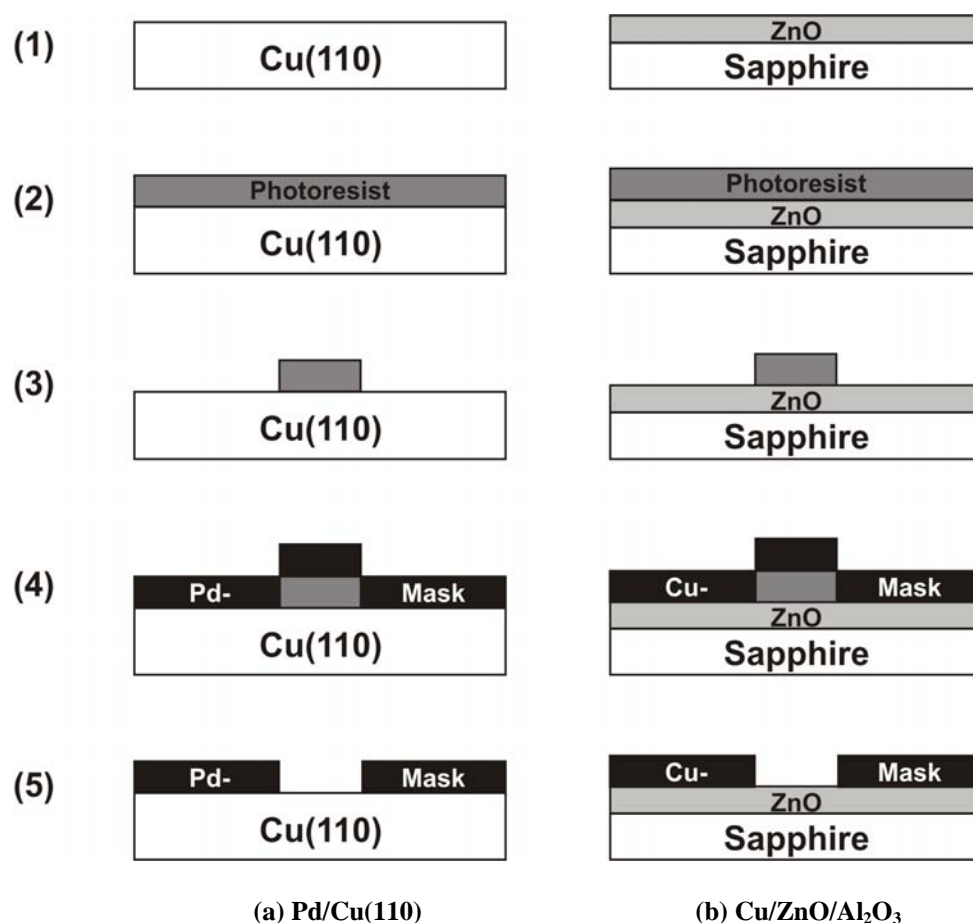 (1)
Cu(110)
ZnO
Sapphire
(2)
Photoresist
Cu(110)
Photoresist
ZnO
Sapphire
(3)
Cu(110)
ZnO
Sapphire
(4)
Pd- Mask
Cu(110)
Cu- Mask
ZnO
Sapphire
(5)
Pd- Mask
Cu(110)
Cu- Mask
ZnO
Sapphire
(a) Pd/Cu(110)
(b) Cu/ZnO/Al₂O₃